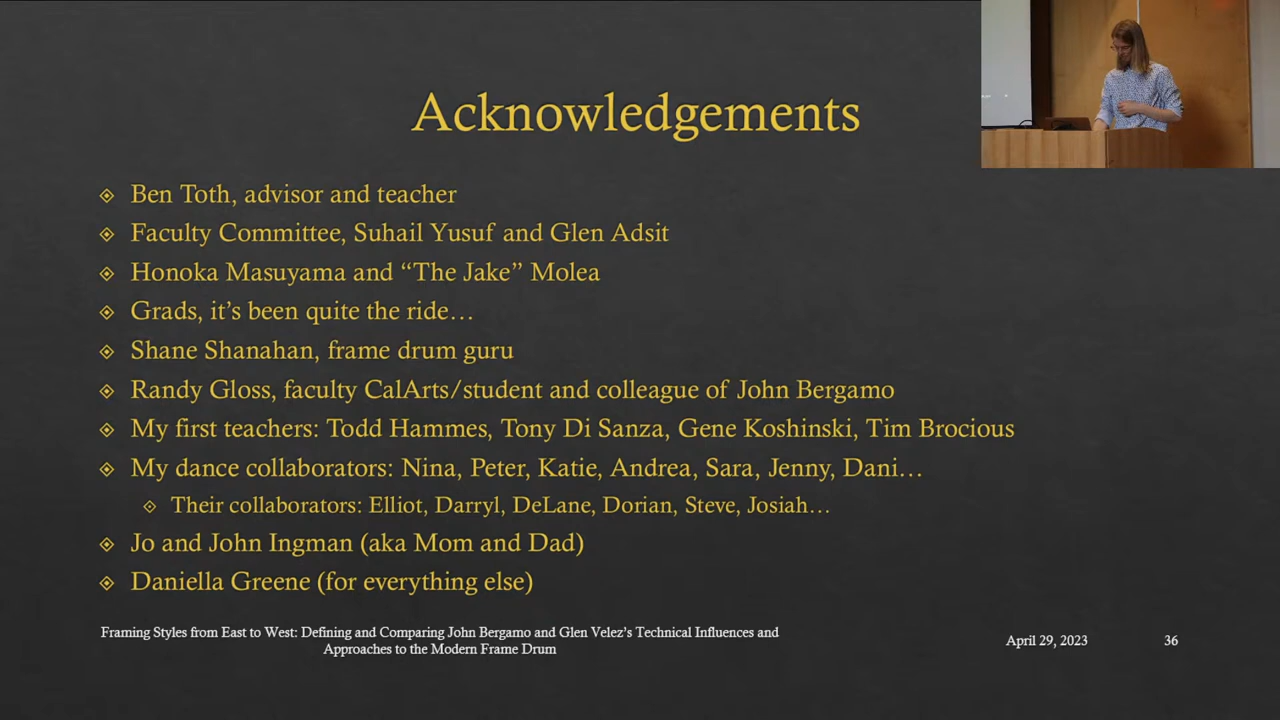 Acknowledgements
Ben Toth, advisor and teacher
Faculty Committee, Suhail Yusuf and Glen Adsit
Honoka Masuyama and “The Jake” Molea
Grads, it’s been quite the ride…
Shane Shanahan, frame drum guru
Randy Gloss, faculty CalArts/student and colleague of John Bergamo
My first teachers: Todd Hammes, Tony Di Sanza, Gene Koshinski, Tim Brocious
My dance collaborators: Nina, Peter, Katie, Andrea, Sara, Jenny, Dani…
Their collaborators: Elliot, Darryl, DeLane, Dorian, Steve, Josiah…
Jo and John Ingman (aka Mom and Dad)
Daniella Greene (for everything else)
Framing Styles from East to West: Defining and Comparing John Bergamo and Glen Velez’s Technical Influences and
Approaches to the Modern Frame Drum
April 29, 2023
36